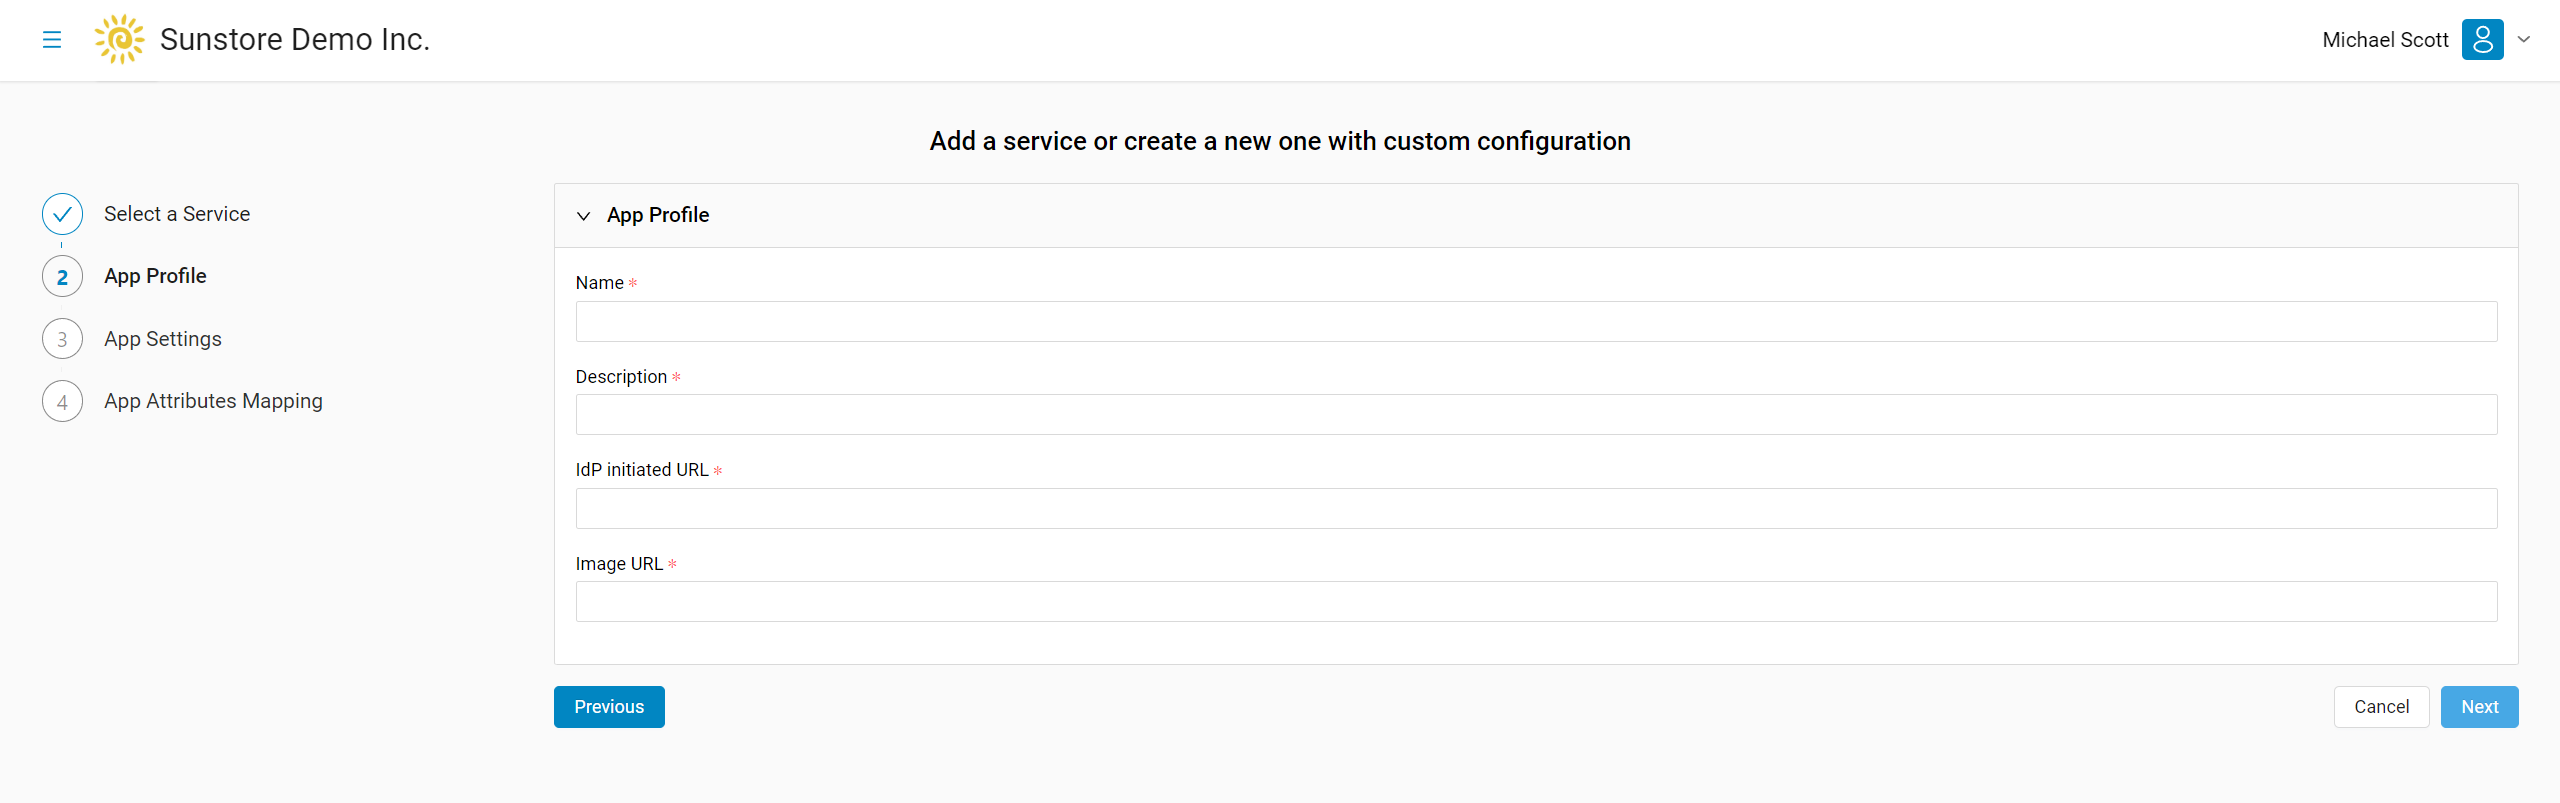 Sunstore Demo Inc.
Michael Scott
Add a service or create a new one with custom configuration
Select a Service
2 App Profile
3 App Settings
4 App Attributes Mapping
App Profile
Name *
Description *
IdP initiated URL *
Image URL *
Previous
Cancel
Next